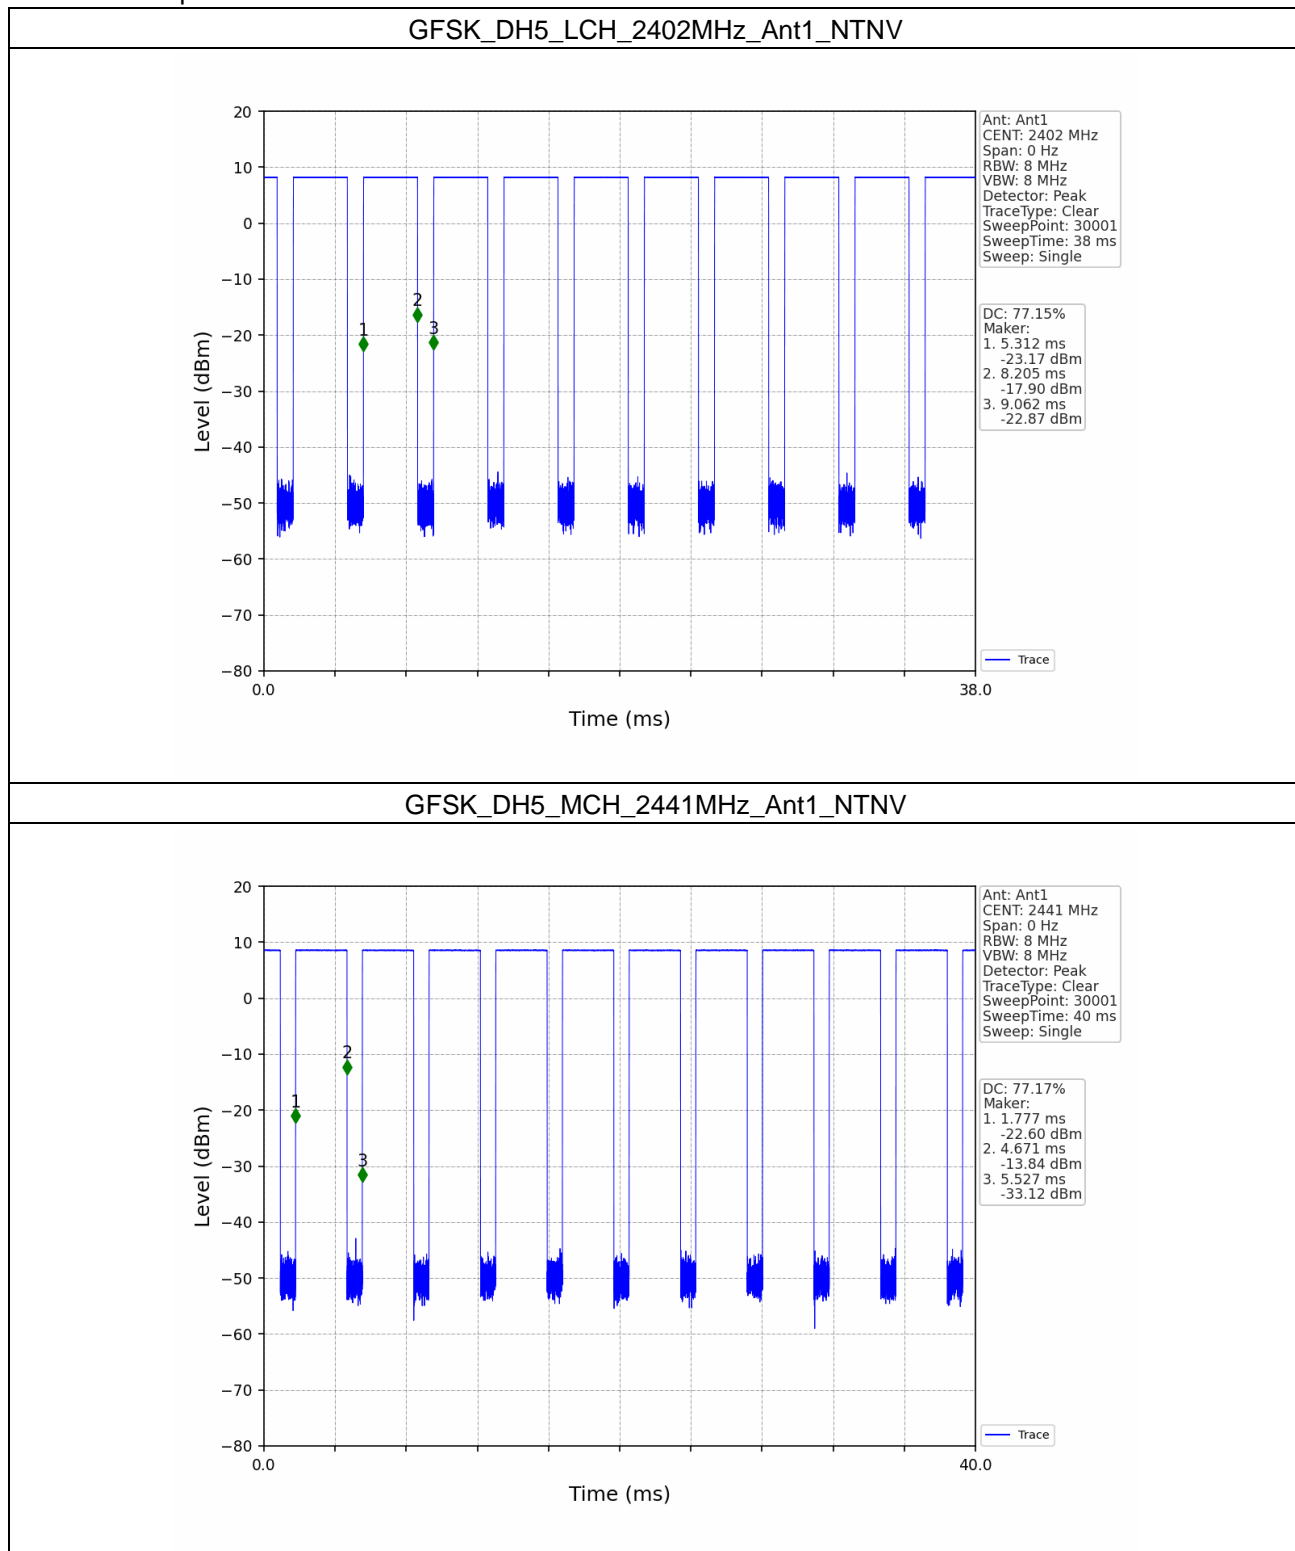 GFSK_DH5_LCH_2402MHz_Ant1_NTNV
20
10
0
−10
−20
−30
−40
−50
−60
−70
−80
Level (dBm)
1
2
3
0.0
38.0
Time (ms)
Ant: Ant1
CENT: 2402 MHz
Span: 0 Hz
RBW: 8 MHz
VBW: 8 MHz
Detector: Peak
TraceType: Clear
SweepPoint: 30001
SweepTime: 38 ms
Sweep: Single
DC: 77.15%
Maker:
1. 5.312 ms
-23.17 dBm
2. 8.205 ms
-17.90 dBm
3. 9.062 ms
-22.87 dBm
Trace
GFSK_DH5_MCH_2441MHz_Ant1_NTNV
20
10
0
−10
−20
−30
−40
−50
−60
−70
−80
Level (dBm)
1
2
3
0.0
40.0
Time (ms)
Ant: Ant1
CENT: 2441 MHz
Span: 0 Hz
RBW: 8 MHz
VBW: 8 MHz
Detector: Peak
TraceType: Clear
SweepPoint: 30001
SweepTime: 40 ms
Sweep: Single
DC: 77.17%
Maker:
1. 1.777 ms
-22.60 dBm
2. 4.671 ms
-13.84 dBm
3. 5.527 ms
-33.12 dBm
Trace